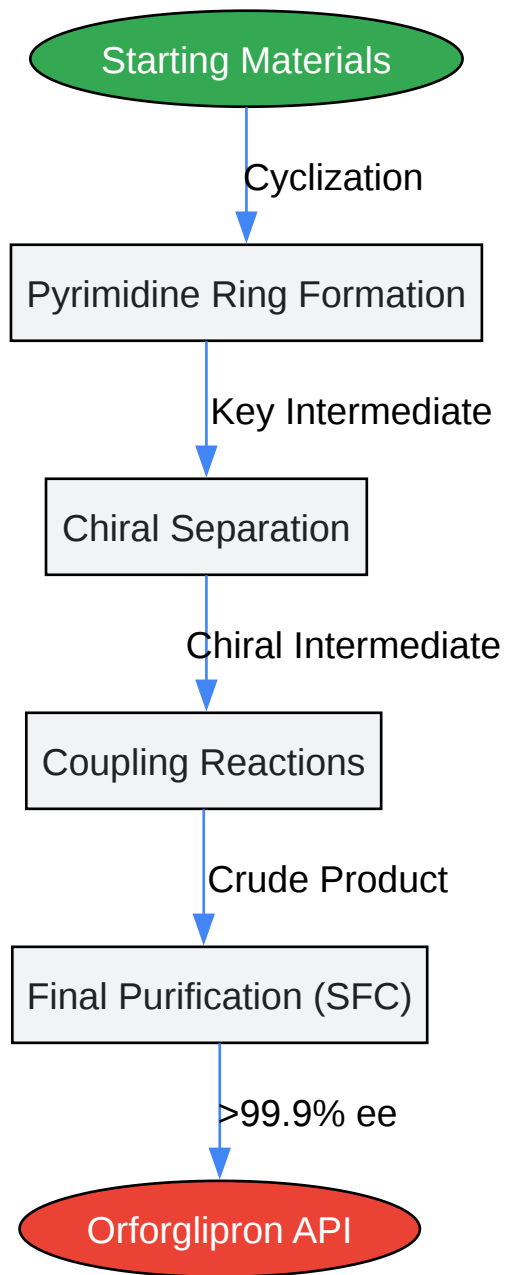 Starting Materials
Cyclization
Pyrimidine Ring Formation
Key Intermediate
Chiral Separation
Chiral Intermediate
Coupling Reactions
Crude Product
Final Purification (SFC)
>99.9% ee
Orforglipron API